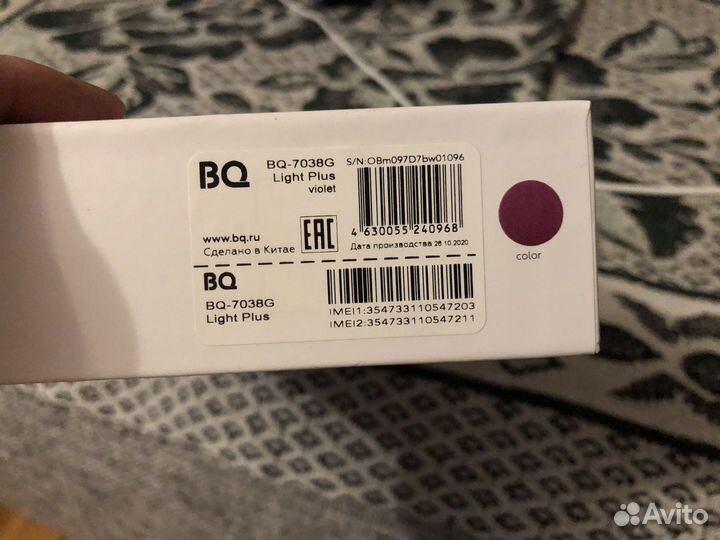 BQ
BQ-7038G
Light Plus
violet
S/N:OBm097D7bw01096
4 630055 240968
www.bq.ru
Сделано в Китае
EAC
Дата производства 28.10.2020
color
BQ
BQ-7038G
Light Plus
IMEI1:354733110547203
IMEI2:354733110547211
Avito